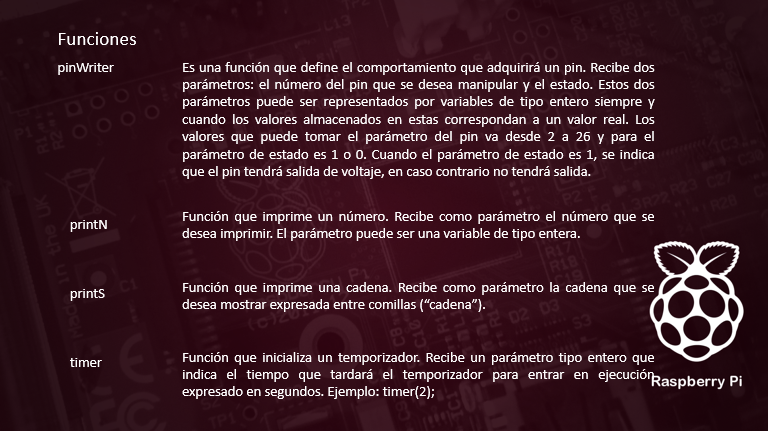 Funciones
pinWriter
Es una función que define el comportamiento que adquirirá un pin. Recibe dos
parámetros: el número del pin que se desea manipular y el estado. Estos dos
parámetros puede ser representados por variables de tipo entero siempre y
cuando los valores almacenados en estas correspondan a un valor real. Los
valores que puede tomar el parámetro del pin va desde 2 a 26 y para el
parámetro de estado es 1 o 0. Cuando el parámetro de estado es 1, se indica
que el pin tendrá salida de voltaje, en caso contrario no tendrá salida.
printN
Función que imprime un número. Recibe como parámetro el número que se
desea imprimir. El parámetro puede ser una variable de tipo entera.
printS
Función que imprime una cadena. Recibe como parámetro la cadena que se
desea mostrar expresada entre comillas (“cadena”).
timer
Función que inicializa un temporizador. Recibe un parámetro tipo entero que
indica el tiempo que tardará el temporizador para entrar en ejecución
expresado en segundos. Ejemplo: timer(2);
Raspberry Pi